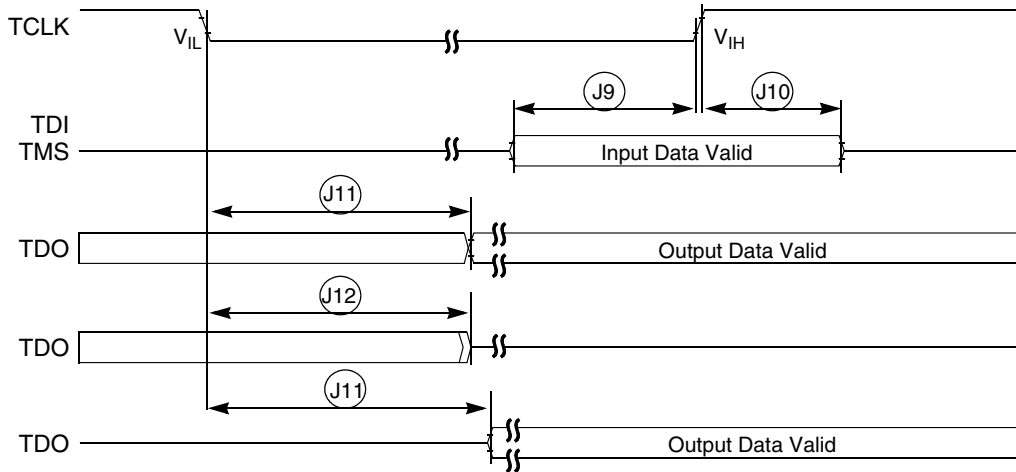 TCLK
VIL
VIH
J9
J10
TDI
TMS
Input Data Valid
J11
TDO
Output Data Valid
J12
TDO
J11
TDO
Output Data Valid